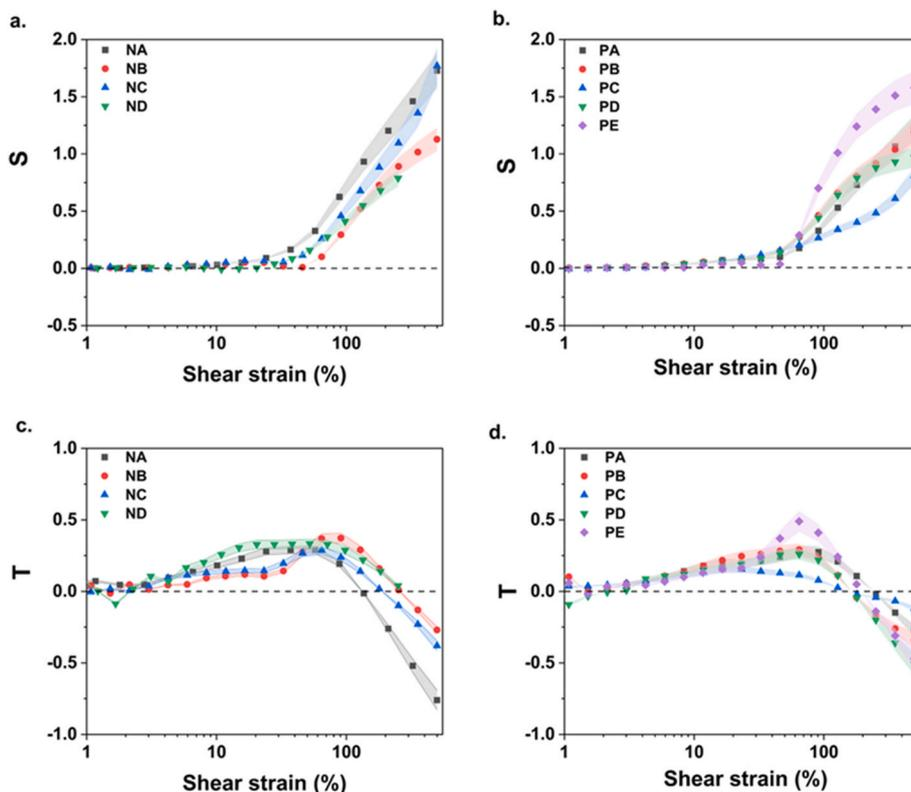 a.
2.0
1.5
1.0
0.5
0.0
-0.5
S
NA
NB
NC
ND
1
10
100
Shear strain (%)
b.
2.0
1.5
1.0
0.5
0.0
-0.5
S
PA
PB
PC
PD
PE
1
10
100
Shear strain (%)
c.
1.0
0.5
0.0
-0.5
-1.0
T
NA
NB
NC
ND
1
10
100
Shear strain (%)
d.
1.0
0.5
0.0
-0.5
-1.0
T
PA
PB
PC
PD
PE
1
10
100
Shear strain (%)